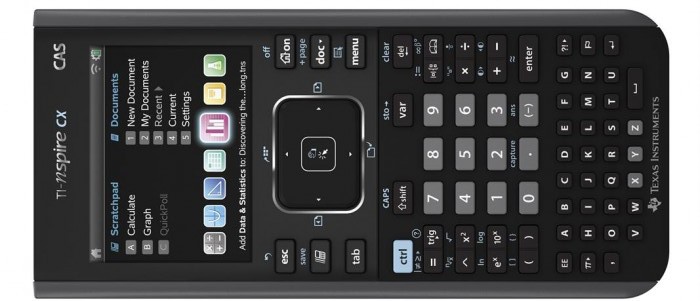 TI-nspire CX CAS
Scratchpad
A Calculate
B Graph
C QuickPoll
Documents
1 New Document
2 My Documents
3 Recent
4 Current
5 Settings
Add Data & Statistics to: Discovering the...long.tns
esc
save
tab
off
on
+ page
doc
menu
ctrl
CAPS
shift
sto→
var
clear
del
= trig
7
8
9
^ x²
4
5
6
× ÷
ln log
eˣ 10ˣ
1
2
3
+ −
capture
ans
≈
( )
0
.
(−)
enter
EE A B C D E F G ?!
π H I J K L M N
, O P Q R S T U
V W X Y Z
TEXAS INSTRUMENTS